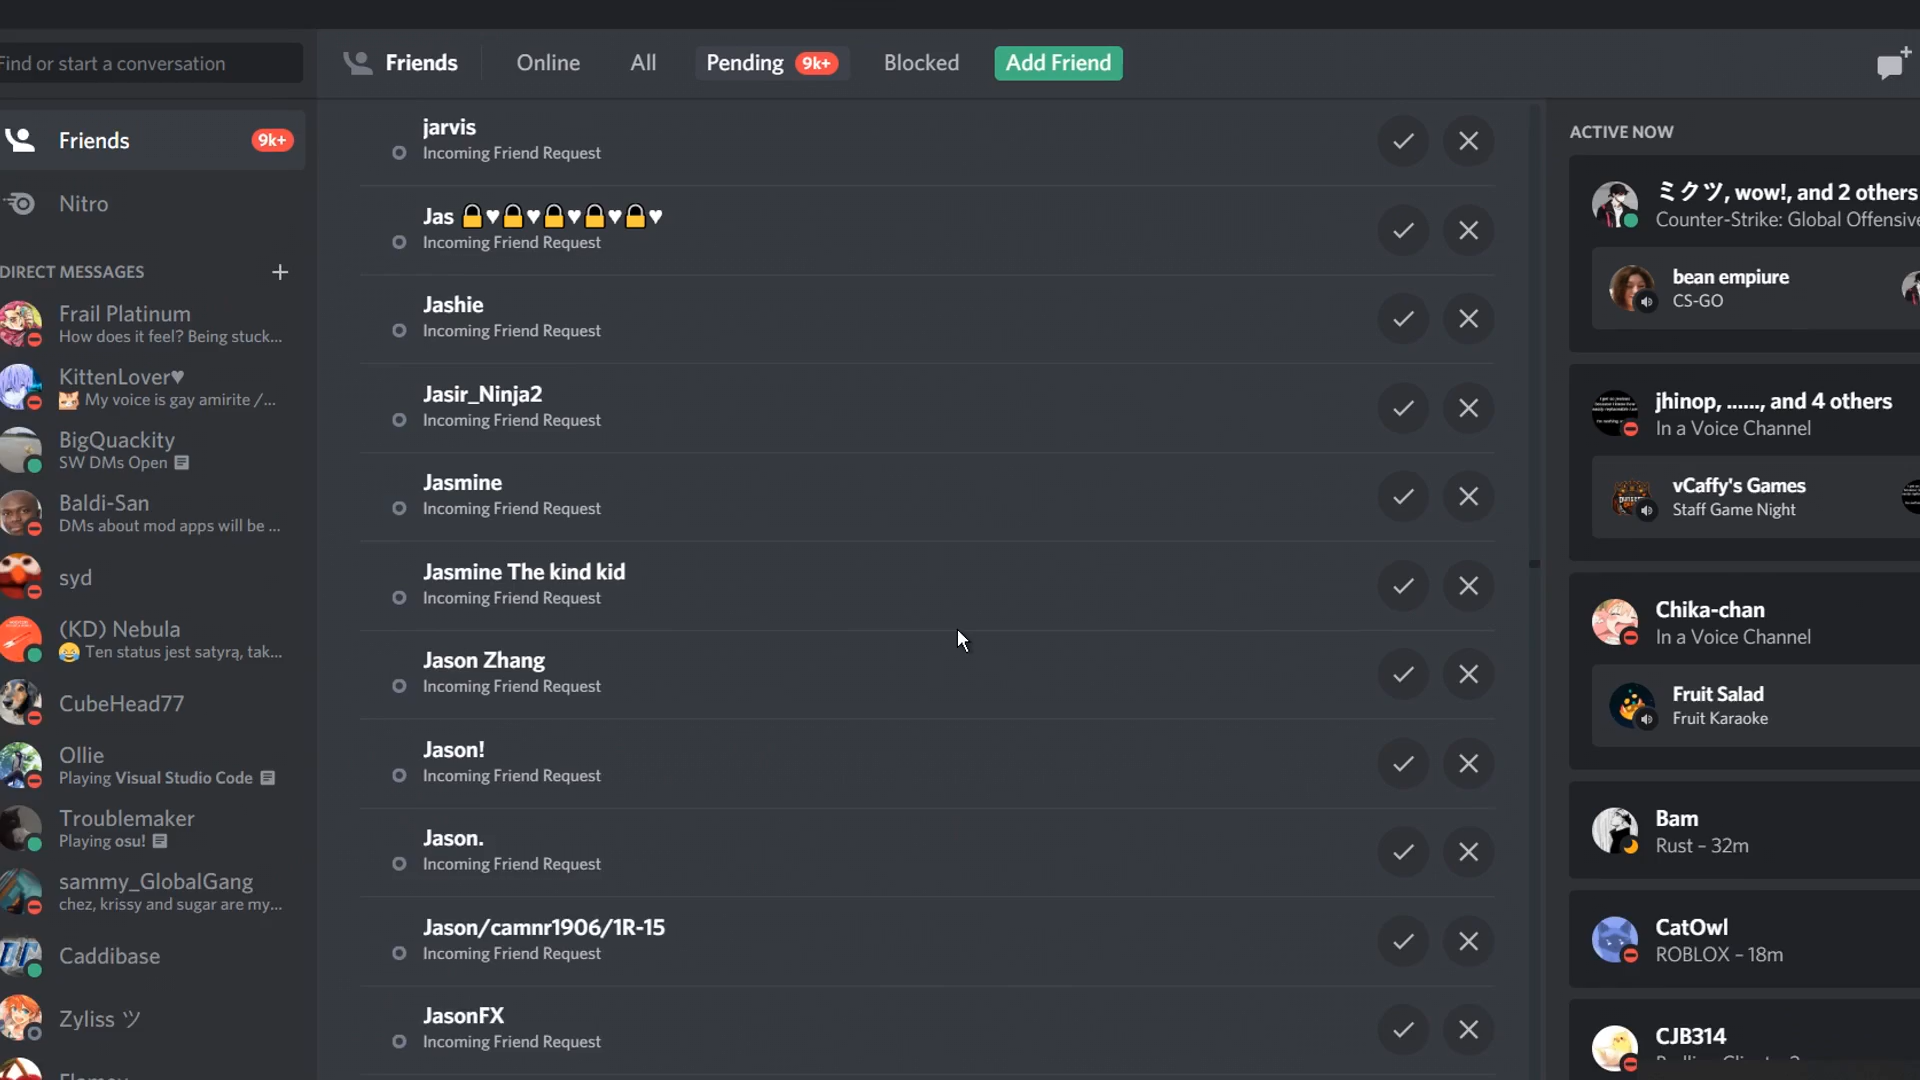 Find or start a conversation
Friends
Online
All
Pending 9k+
Blocked
Add Friend
Friends 9k+
Nitro
DIRECT MESSAGES
Frail Platinum
How does it feel? Being stuck...
KittenLover♥
🐱 My voice is gay amirite /...
BigQuackity
SW DMs Open
Baldi-San
DMs about mod apps will be ...
syd
(KD) Nebula
😂 Ten status jest satyrą, tak...
CubeHead77
Ollie
Playing Visual Studio Code
Troublemaker
Playing osu!
sammy_GlobalGang
chez, krissy and sugar are my...
Caddibase
Zyliss ツ
jarvis
Incoming Friend Request
Jas 🔒♥🔒♥🔒♥🔒♥🔒♥
Incoming Friend Request
Jashie
Incoming Friend Request
Jasir_Ninja2
Incoming Friend Request
Jasmine
Incoming Friend Request
Jasmine The kind kid
Incoming Friend Request
Jason Zhang
Incoming Friend Request
Jason!
Incoming Friend Request
Jason.
Incoming Friend Request
Jason/camnr1906/1R-15
Incoming Friend Request
JasonFX
Incoming Friend Request
ACTIVE NOW
ミクツ, wow!, and 2 others
Counter-Strike: Global Offensive
bean empiure
CS-GO
jhinop, ......, and 4 others
In a Voice Channel
vCaffy's Games
Staff Game Night
Chika-chan
In a Voice Channel
Fruit Salad
Fruit Karaoke
Bam
Rust – 32m
CatOwl
ROBLOX – 18m
CJB314